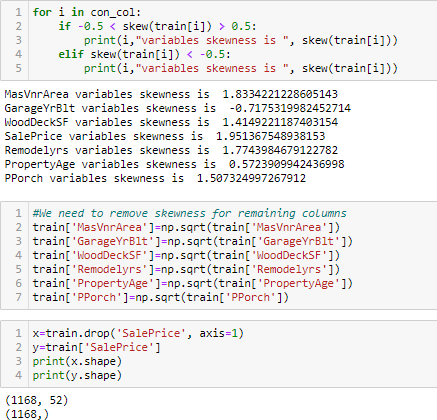 1 for i in con_col:
2     if -0.5 < skew(train[i]) > 0.5:
3         print(i,"variables skewness is ", skew(train[i]))
4     elif skew(train[i]) < -0.5:
5         print(i,"variables skewness is ", skew(train[i]))
MasVnrArea variables skewness is  1.8334221228605143
GarageYrBlt variables skewness is  -0.7175319982452714
WoodDeckSF variables skewness is  1.4149221187403154
SalePrice variables skewness is  1.951367548938153
Remodelyrs variables skewness is  1.7743984679122782
PropertyAge variables skewness is  0.5723909942436998
PPorch variables skewness is  1.507324997267912
1 #We need to remove skewness for remaining columns
2 train['MasVnrArea']=np.sqrt(train['MasVnrArea'])
3 train['GarageYrBlt']=np.sqrt(train['GarageYrBlt'])
4 train['WoodDeckSF']=np.sqrt(train['WoodDeckSF'])
5 train['Remodelyrs']=np.sqrt(train['Remodelyrs'])
6 train['PropertyAge']=np.sqrt(train['PropertyAge'])
7 train['PPorch']=np.sqrt(train['PPorch'])
1 x=train.drop('SalePrice', axis=1)
2 y=train['SalePrice']
3 print(x.shape)
4 print(y.shape)
(1168, 52)
(1168,)